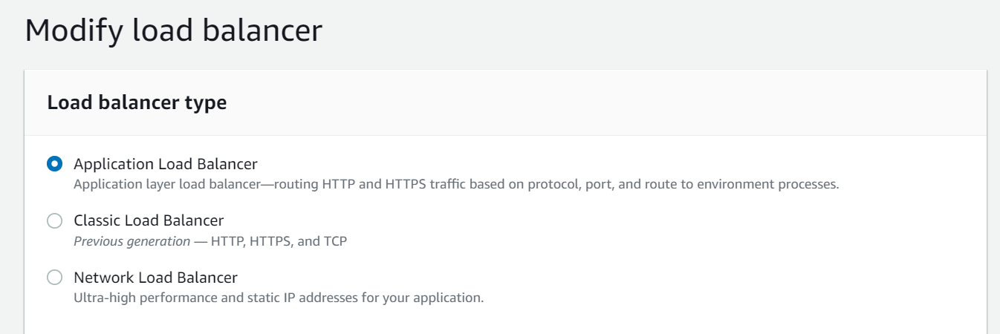 Modify load balancer
Load balancer type
Application Load Balancer
Application layer load balancer—routing HTTP and HTTPS traffic based on protocol, port, and route to environment processes.
Classic Load Balancer
Previous generation — HTTP, HTTPS, and TCP
Network Load Balancer
Ultra-high performance and static IP addresses for your application.